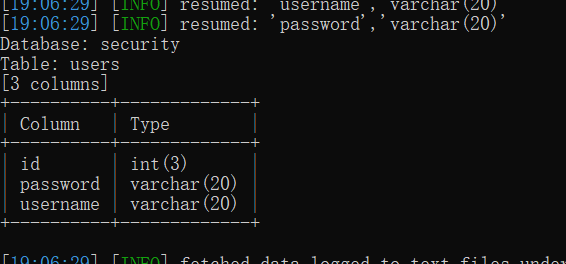 [19:06:29] [INFO] resumed: 'username','varchar(20)'
[19:06:29] [INFO] resumed: 'password','varchar(20)'
Database: security
Table: users
[3 columns]
+----------+-------------+
| Column | Type |
+----------+-------------+
| id | int(3) |
| password | varchar(20) |
| username | varchar(20) |
+----------+-------------+
[19:06:29] [INFO] fetched data logged to text files under